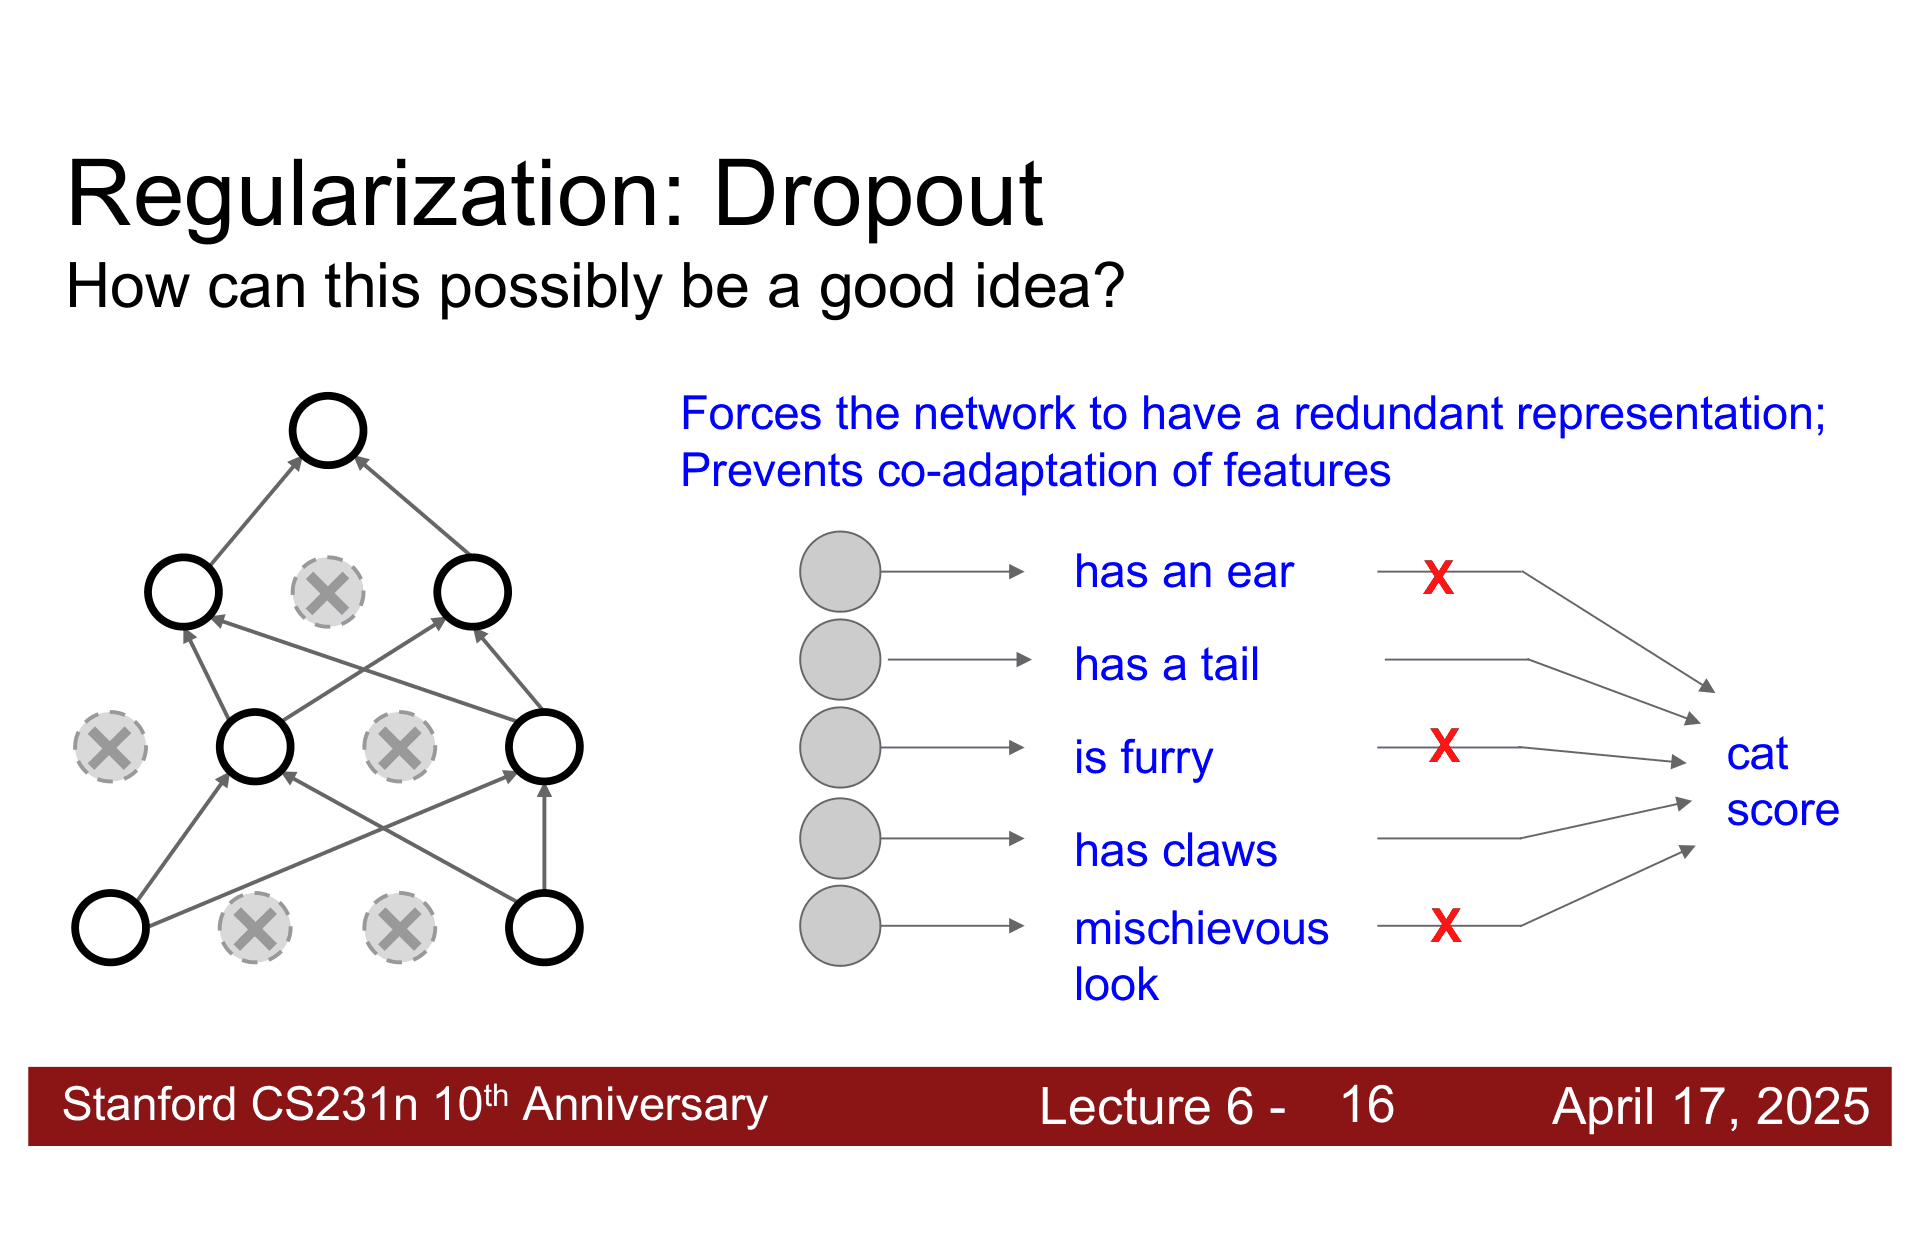 Regularization: Dropout
How can this possibly be a good idea?
Forces the network to have a redundant representation;
Prevents co-adaptation of features
has an ear
X
has a tail
is furry
X
has claws
mischievous
look
X
cat
score
Stanford CS231n 10th Anniversary
Lecture 6 - 16
April 17, 2025